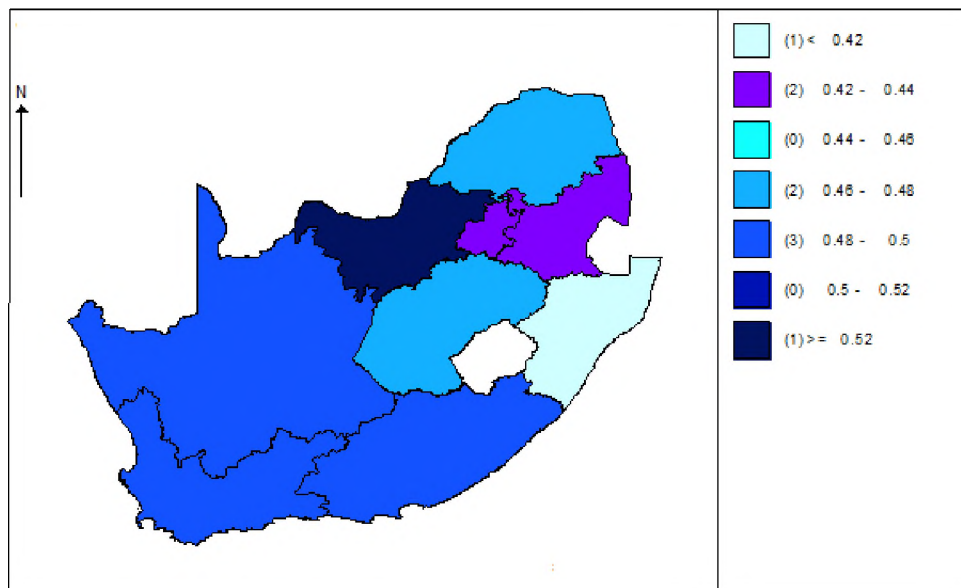 N
(1) < 0.42
(2) 0.42 - 0.44
(0) 0.44 - 0.46
(2) 0.46 - 0.48
(3) 0.48 - 0.5
(0) 0.5 - 0.52
(1) >= 0.52